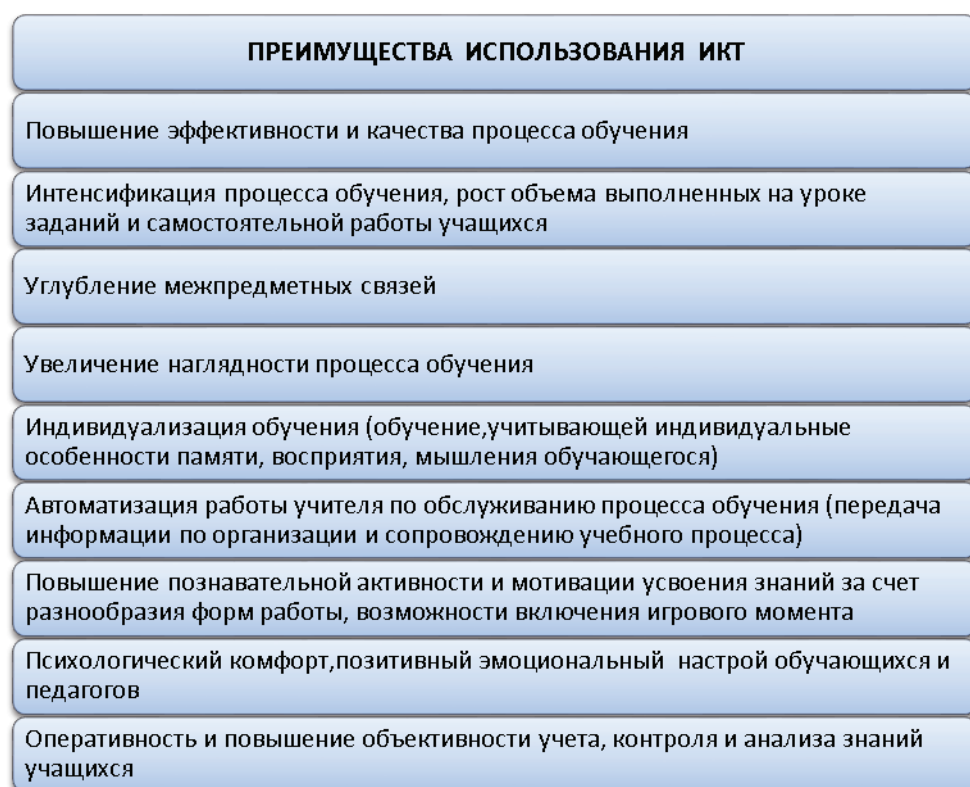 ПРЕИМУЩЕСТВА ИСПОЛЬЗОВАНИЯ ИКТ
Повышение эффективности и качества процесса обучения
Интенсификация процесса обучения, рост объема выполненных на уроке
заданий и самостоятельной работы учащихся
Углубление межпредметных связей
Увеличение наглядности процесса обучения
Индивидуализация обучения (обучение,учитывающей индивидуальные
особенности памяти, восприятия, мышления обучающегося)
Автоматизация работы учителя по обслуживанию процесса обучения (передача
информации по организации и сопровождению учебного процесса)
Повышение познавательной активности и мотивации усвоения знаний за счет
разнообразия форм работы, возможности включения игрового момента
Психологический комфорт,позитивный эмоциональный настрой обучающихся и
педагогов
Оперативность и повышение объективности учета, контроля и анализа знаний
учащихся